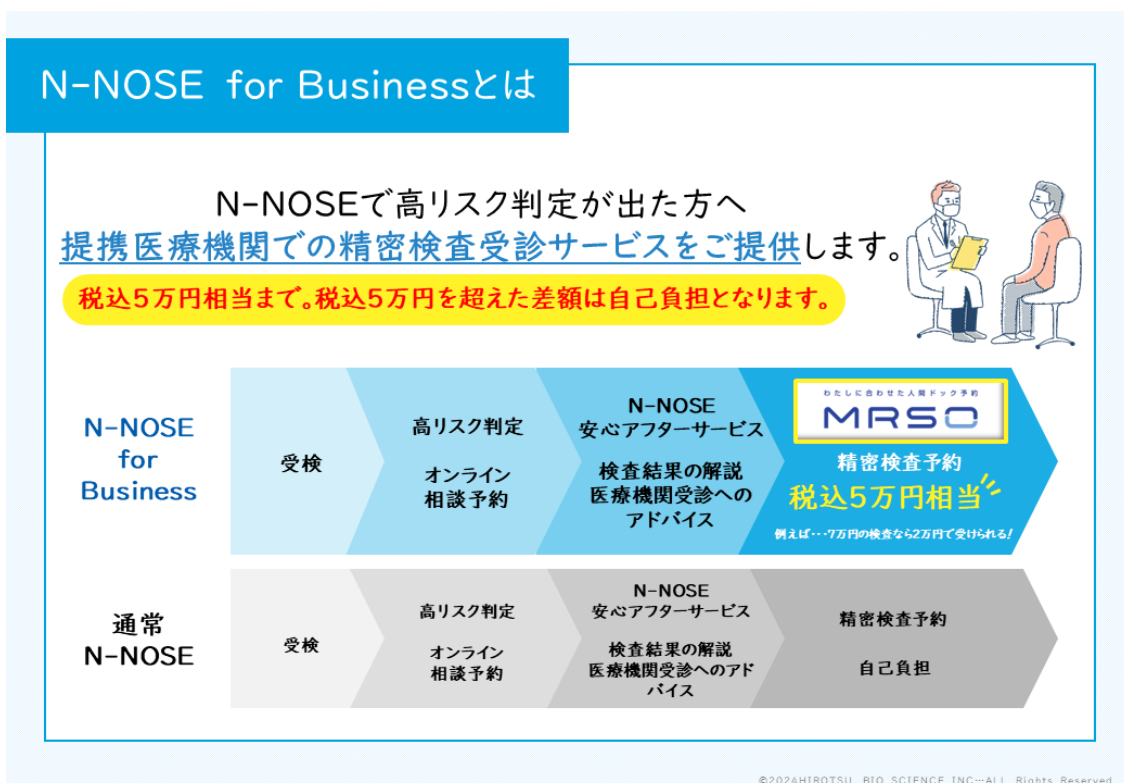 N-NOSE for Businessとは
N-NOSEで高リスク判定が出た方へ
提携医療機関での精密検査受診サービスをご提供します。
税込5万円相当まで。税込5万円を超えた差額は自己負担となります。
N-NOSE
for
Business
受検
高リスク判定
オンライン
相談予約
N-NOSE
安心アフターサービス
検査結果の解説
医療機関受診への
アドバイス
わたしに合わせた人間ドック予約
MRSO
精密検査予約
税込5万円相当
例えば・・・7万円の検査なら2万円で受けられる!
通常
N-NOSE
受検
高リスク判定
オンライン
相談予約
N-NOSE
安心アフターサービス
検査結果の解説
医療機関受診へのアド
バイス
精密検査予約
自己負担
©2024HIROTSU BIO SCIENCE INC…ALL Rights Reserved